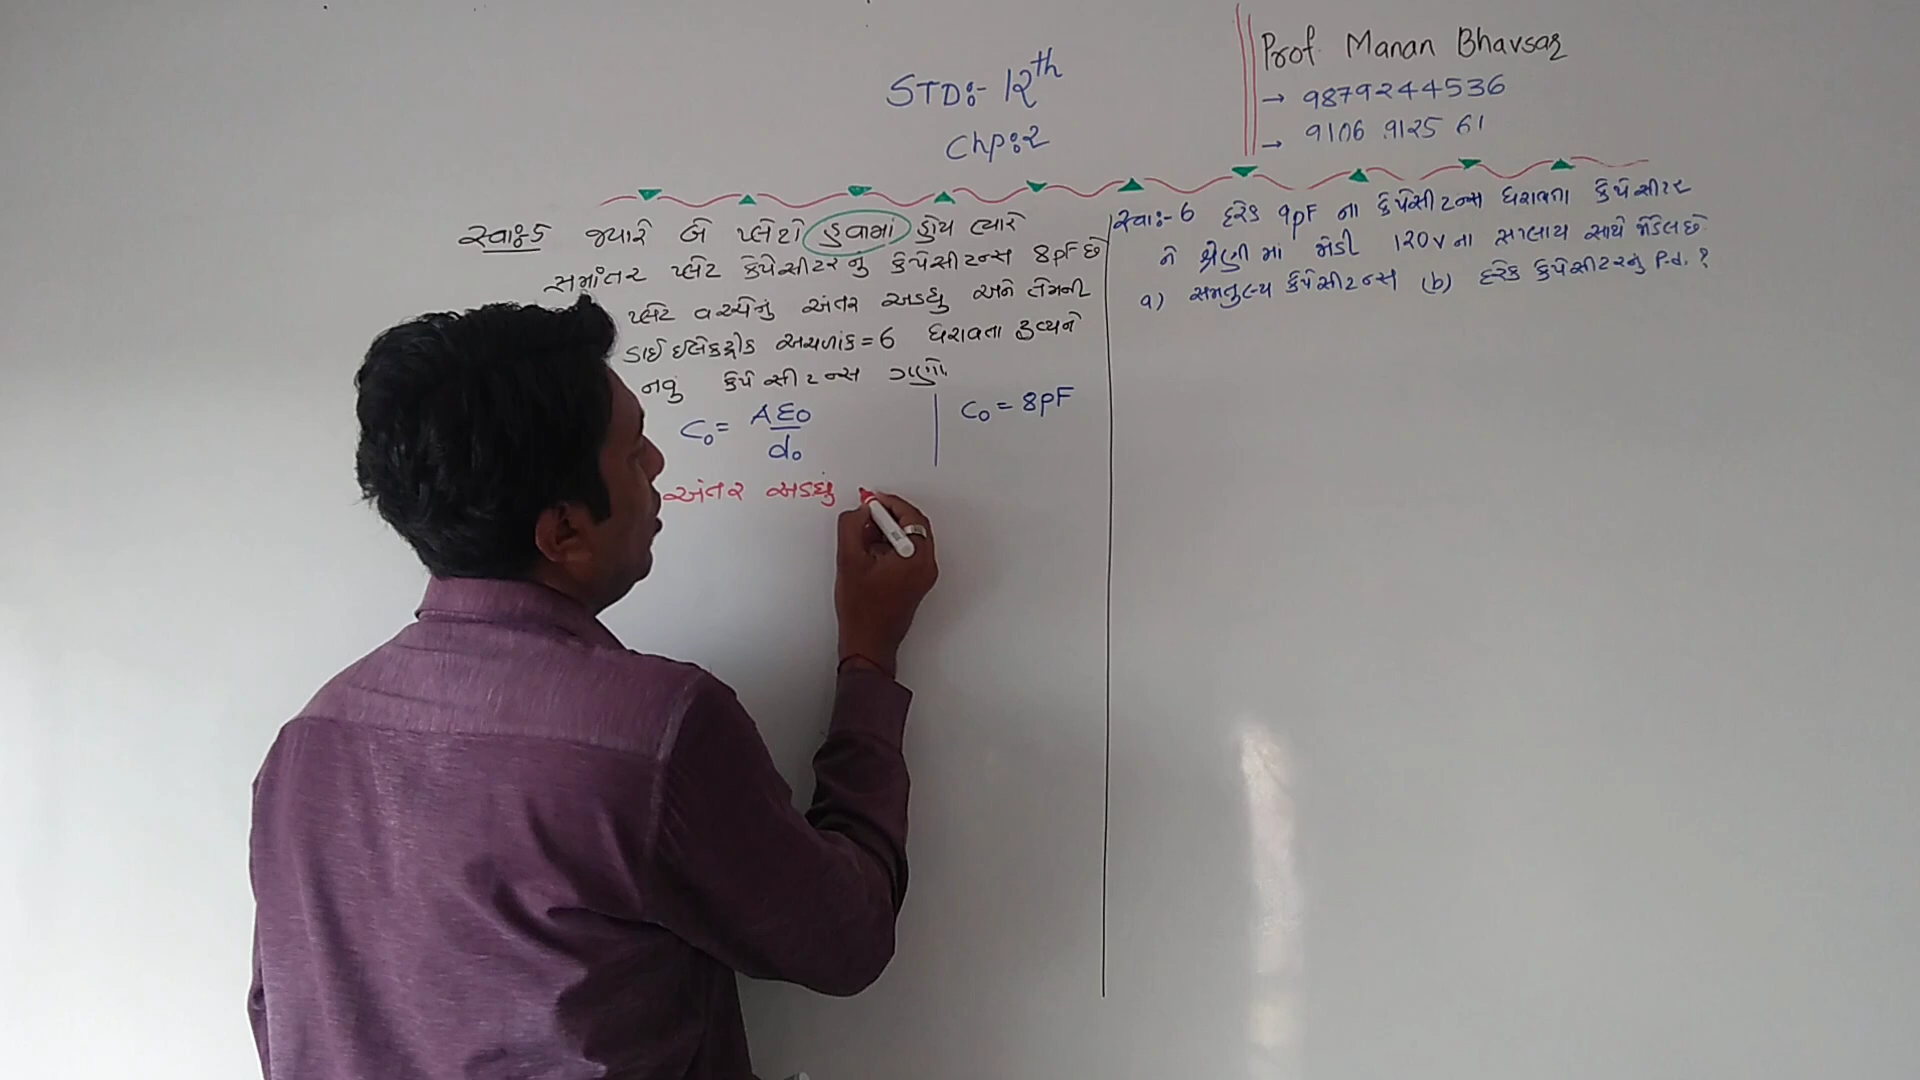 STD:- 12th
Chp:2
Prof. Manan Bhavsar
→ 9879244536
→ 9106 9125 61
સ્વા:5 જ્યારે બે પ્લેટો હવામાં હોય ત્યારે
સમાંતર પ્લેટ કેપેસીટરનું કેપેસીટન્સ 8pF છે
પ્લેટ વચ્ચેનું અંતર અડધુ અને તેમની
ડાઈ ઇલેક્ટ્રીક અચળાંક = 6 ધરાવતા દ્રવ્યને
નવું કેપેસીટન્સ ગણો.
C₀ = Aε₀/d₀
C₀ = 8pF
અંતર અડધું
સ્વા:- 6 દરેક 9pF ના કેપેસીટન્સ ધરાવતા કેપેસીટર
ને શ્રેણી માં જોડી 120V ના સપ્લાય સાથે જોડેલ છે.
a) સમતુલ્ય કેપેસીટન્સ (b) દરેક કેપેસીટરનું P.d. ?